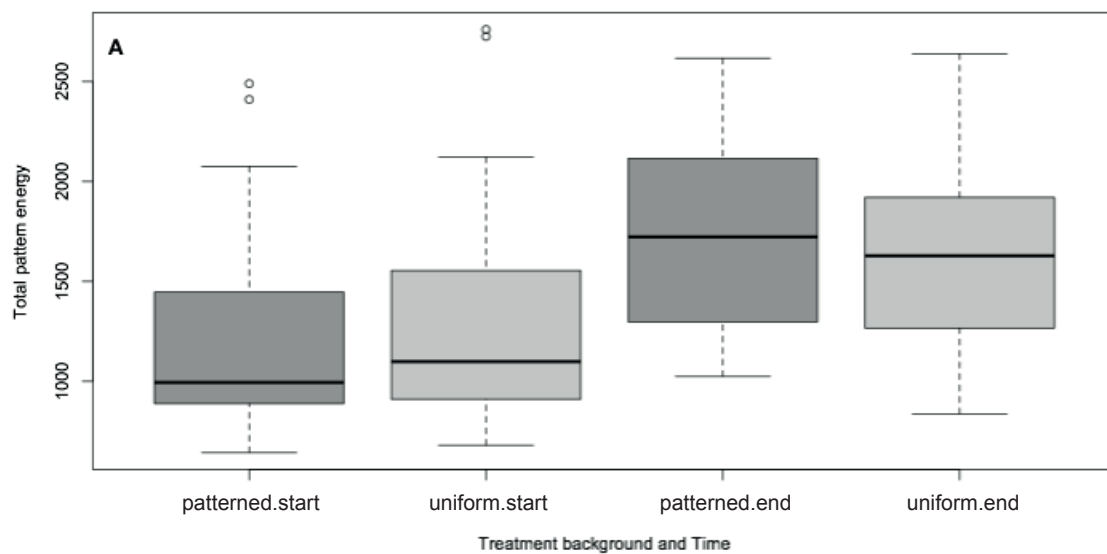 A
Total pattern energy
2500
2000
1500
1000
patterned.start uniform.start patterned.end uniform.end
Treatment background and Time